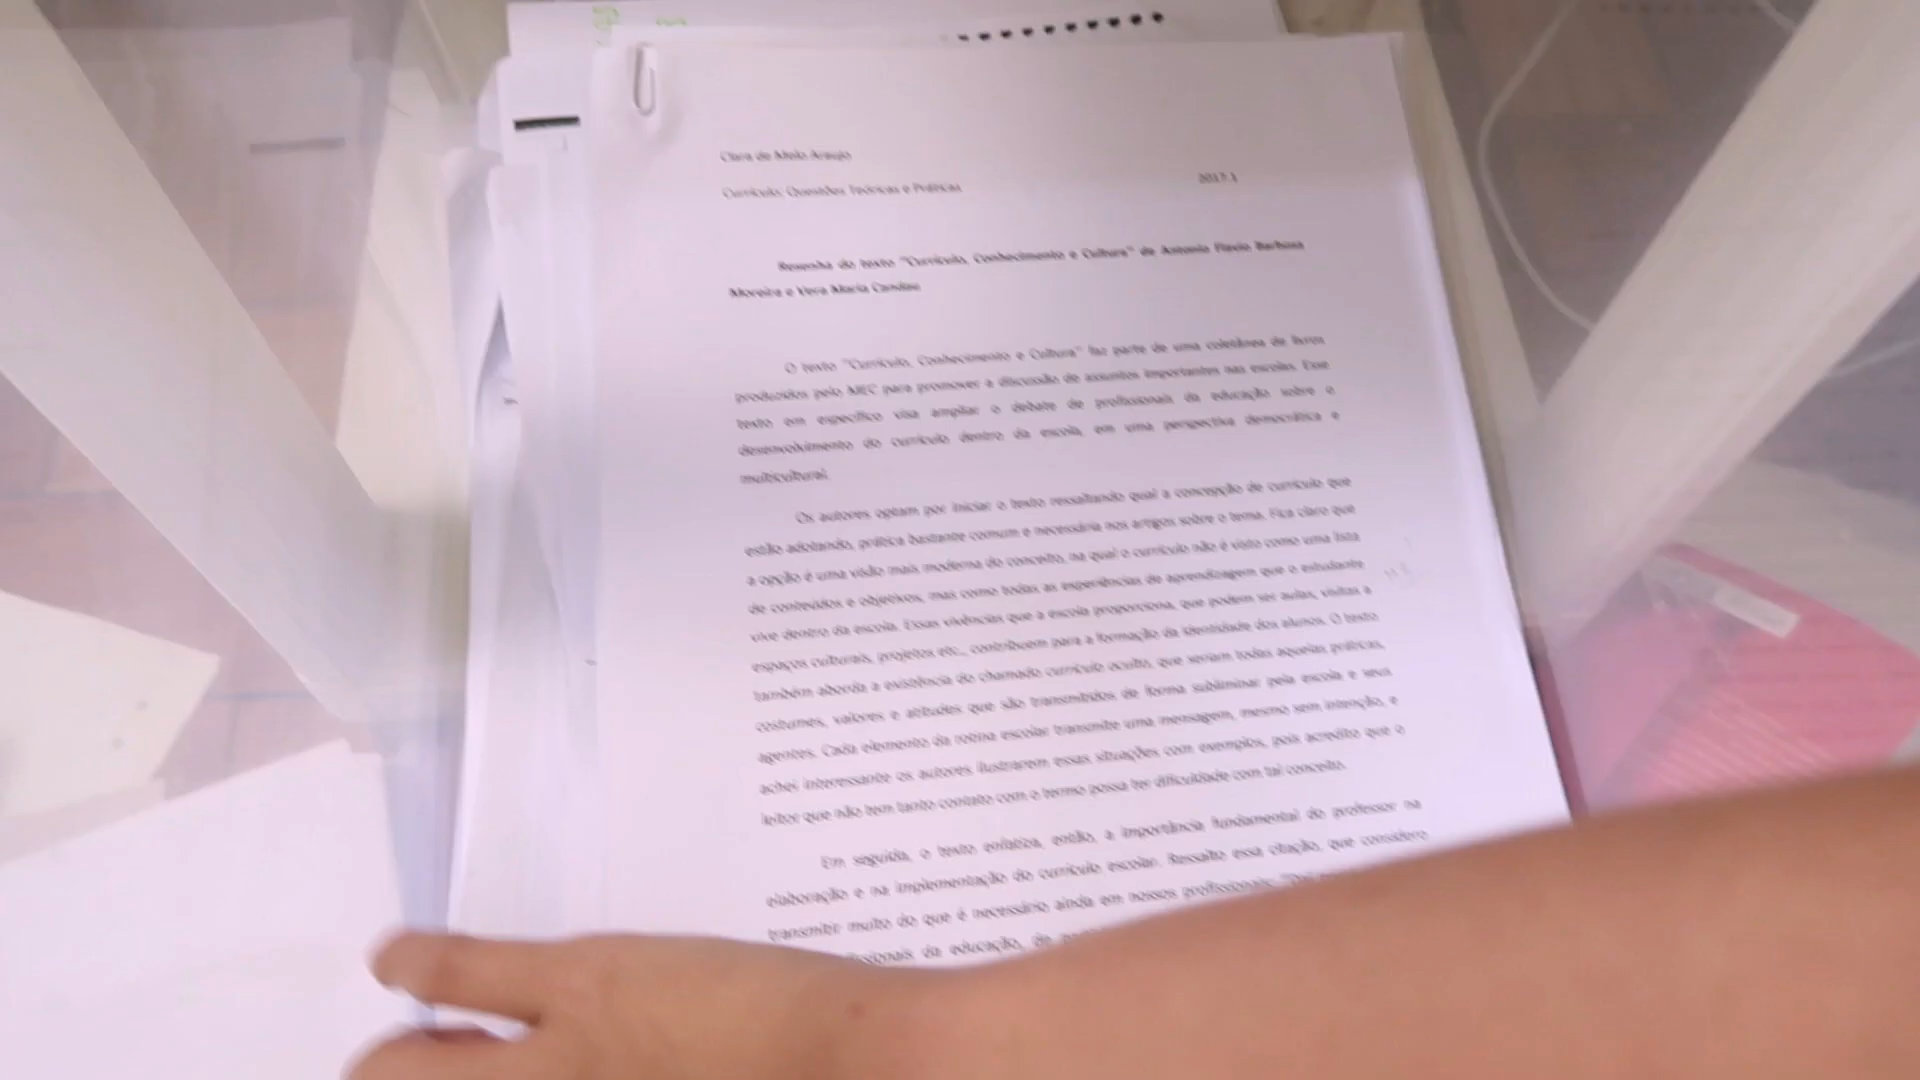 Clara de Melo Araujo
Currículo: Questões Teóricas e Práticas 2017.1
Resenha do texto "Currículo, Conhecimento e Cultura" de Antonio Flavio Barbosa
Moreira e Vera Maria Candau
O texto "Currículo, Conhecimento e Cultura" faz parte de uma coletânea de livros
produzidos pelo MEC para promover a discussão de assuntos importantes nas escolas. Esse
texto em específico visa ampliar o debate de profissionais da educação sobre o
desenvolvimento do currículo dentro da escola, em uma perspectiva democrática e
multicultural.
Os autores optam por iniciar o texto ressaltando qual a concepção de currículo que
estão adotando, prática bastante comum e necessária nos artigos sobre o tema. Fica claro que
a opção é uma visão mais moderna do conceito, na qual o currículo não é visto como uma lista
de conteúdos e objetivos, mas como todas as experiências de aprendizagem que o estudante
vive dentro da escola. Essas vivências que a escola proporciona, que podem ser aulas, visitas a
espaços culturais, projetos etc., contribuem para a formação da identidade dos alunos. O texto
também aborda a existência do chamado currículo oculto, que seriam todas aquelas práticas,
costumes, valores e atitudes que são transmitidos de forma subliminar pela escola e seus
agentes. Cada elemento da rotina escolar transmite uma mensagem, mesmo sem intenção, e
achei interessante os autores ilustrarem essas situações com exemplos, pois acredito que o
leitor que não tem tanto contato com o termo possa ter dificuldade com tal conceito.
Em seguida, o texto enfatiza, então, a importância fundamental do professor na
elaboração e na implementação do currículo escolar. Ressalto essa citação, que considero
transmitir muito do que é necessário ainda em nossos profissionais:
da educação, de